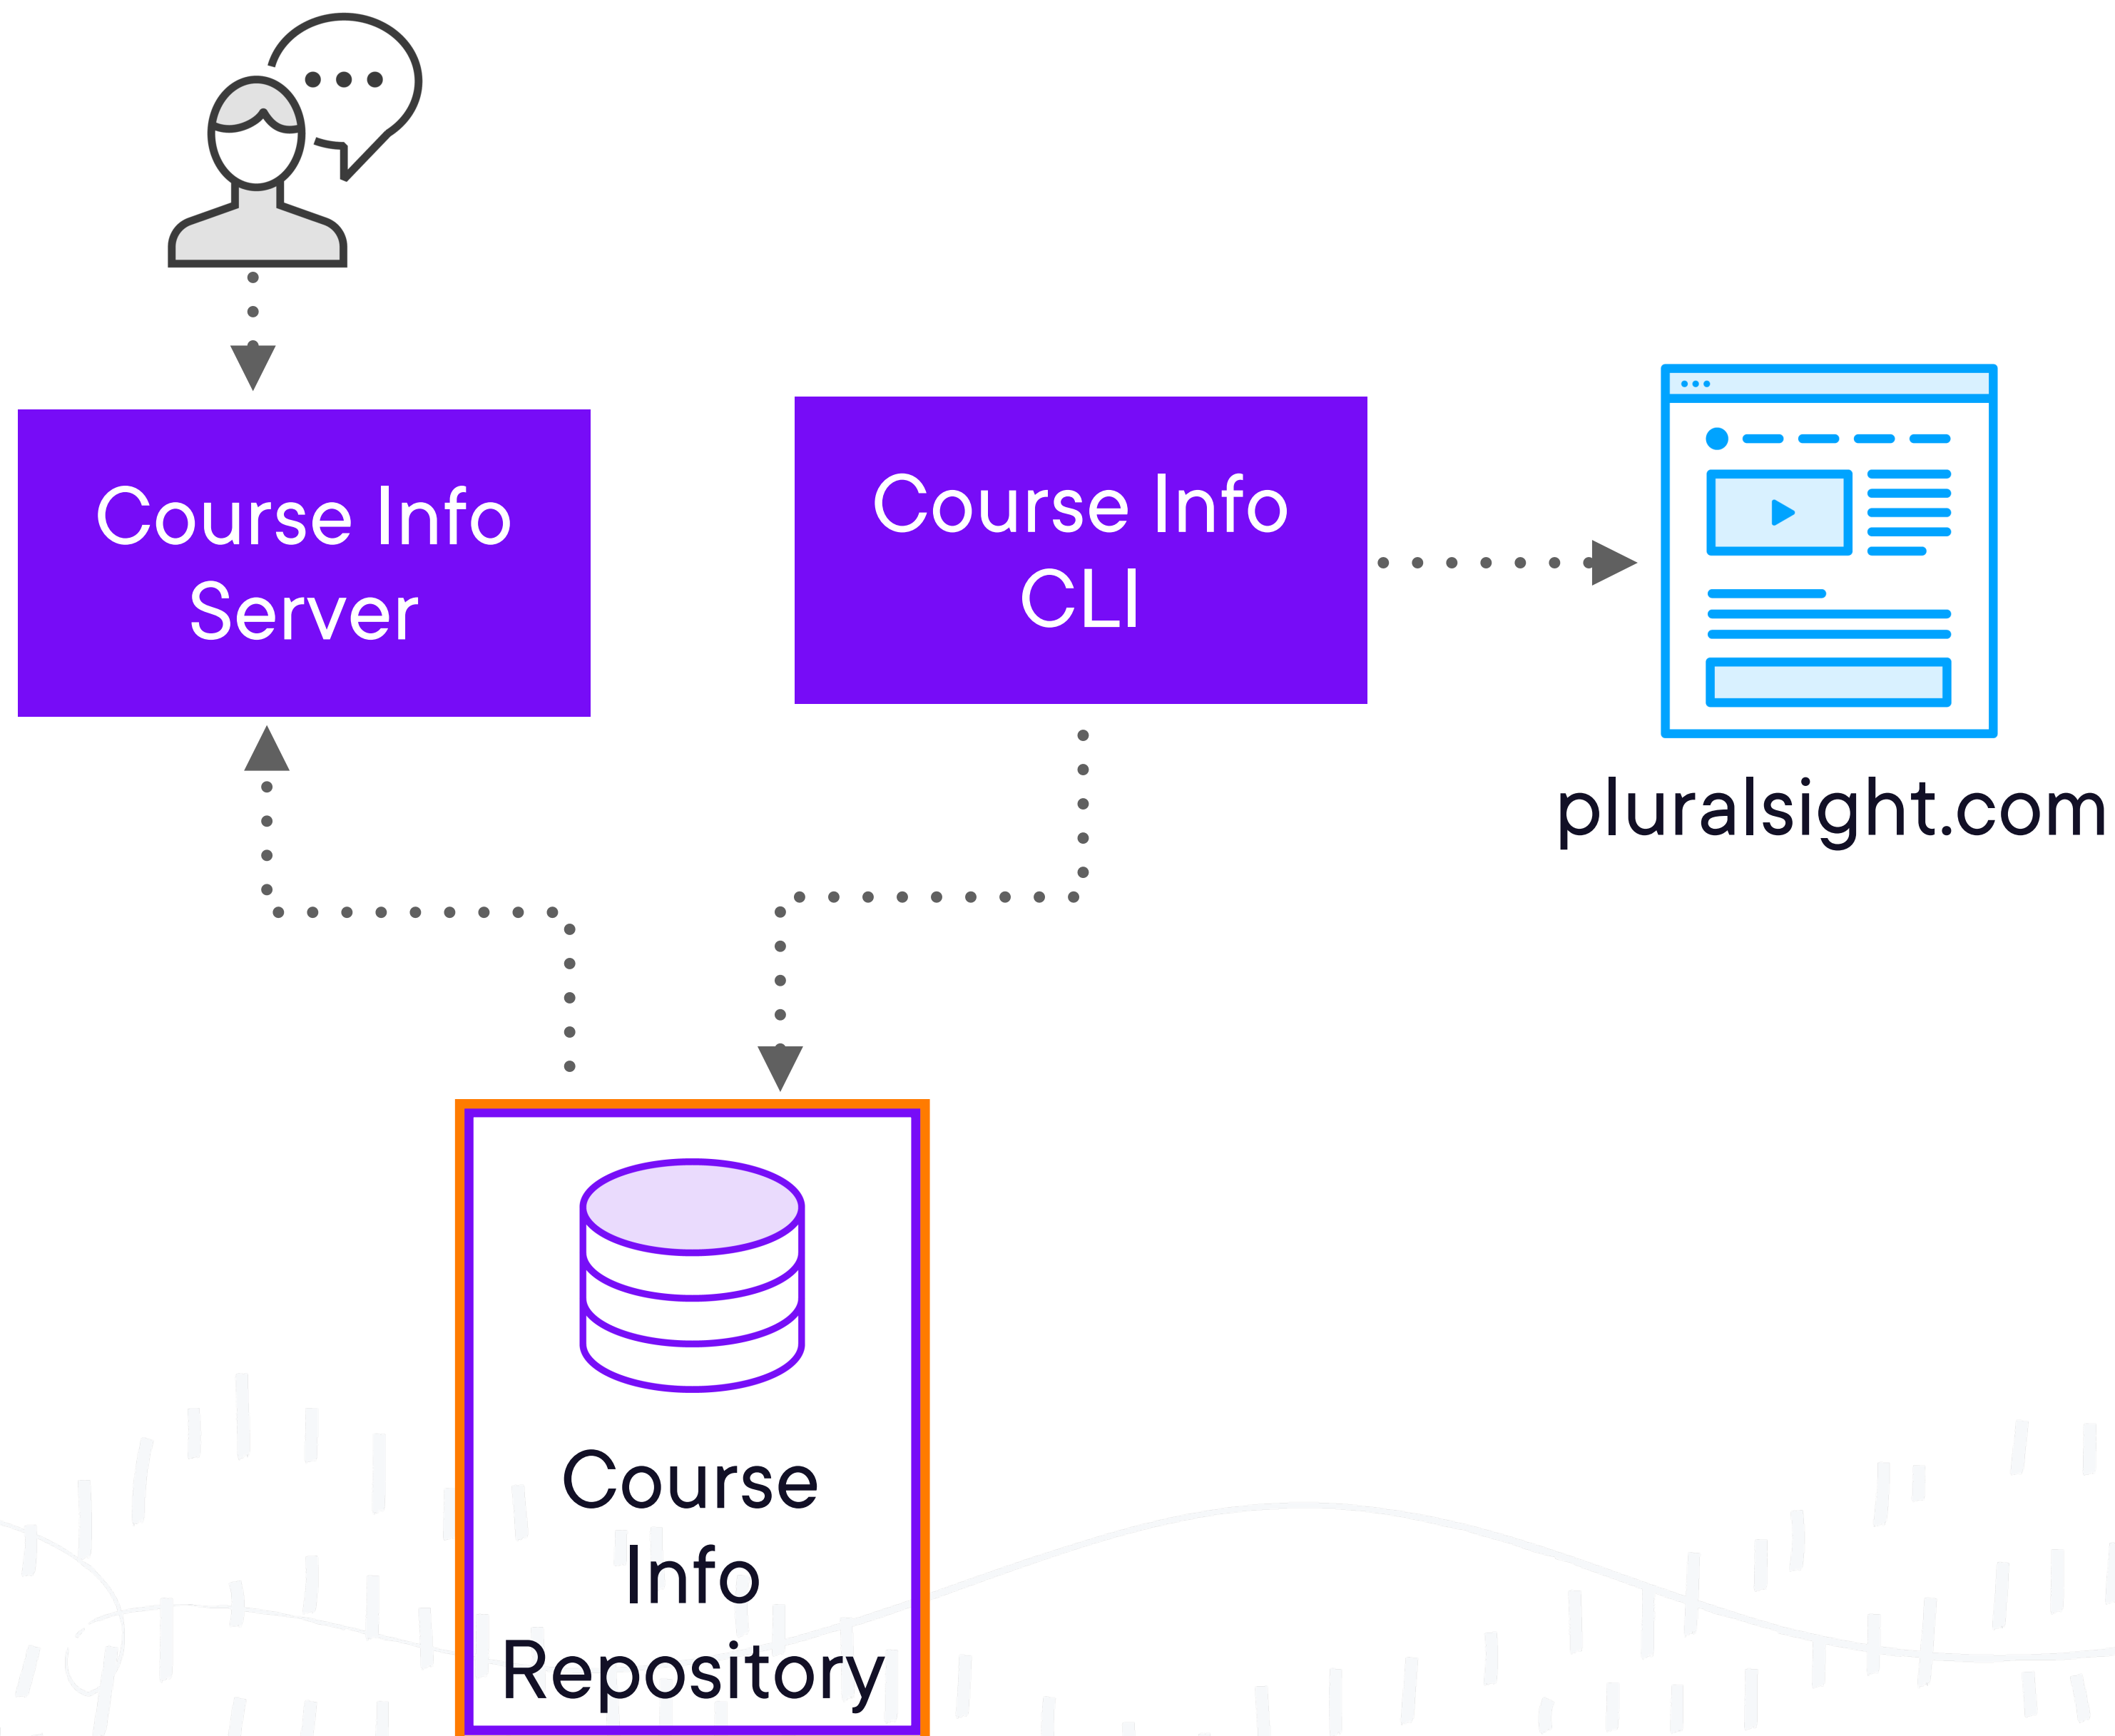 Course Info
Server
Course Info
CLI
pluralsight.com
Course
Info
Repository